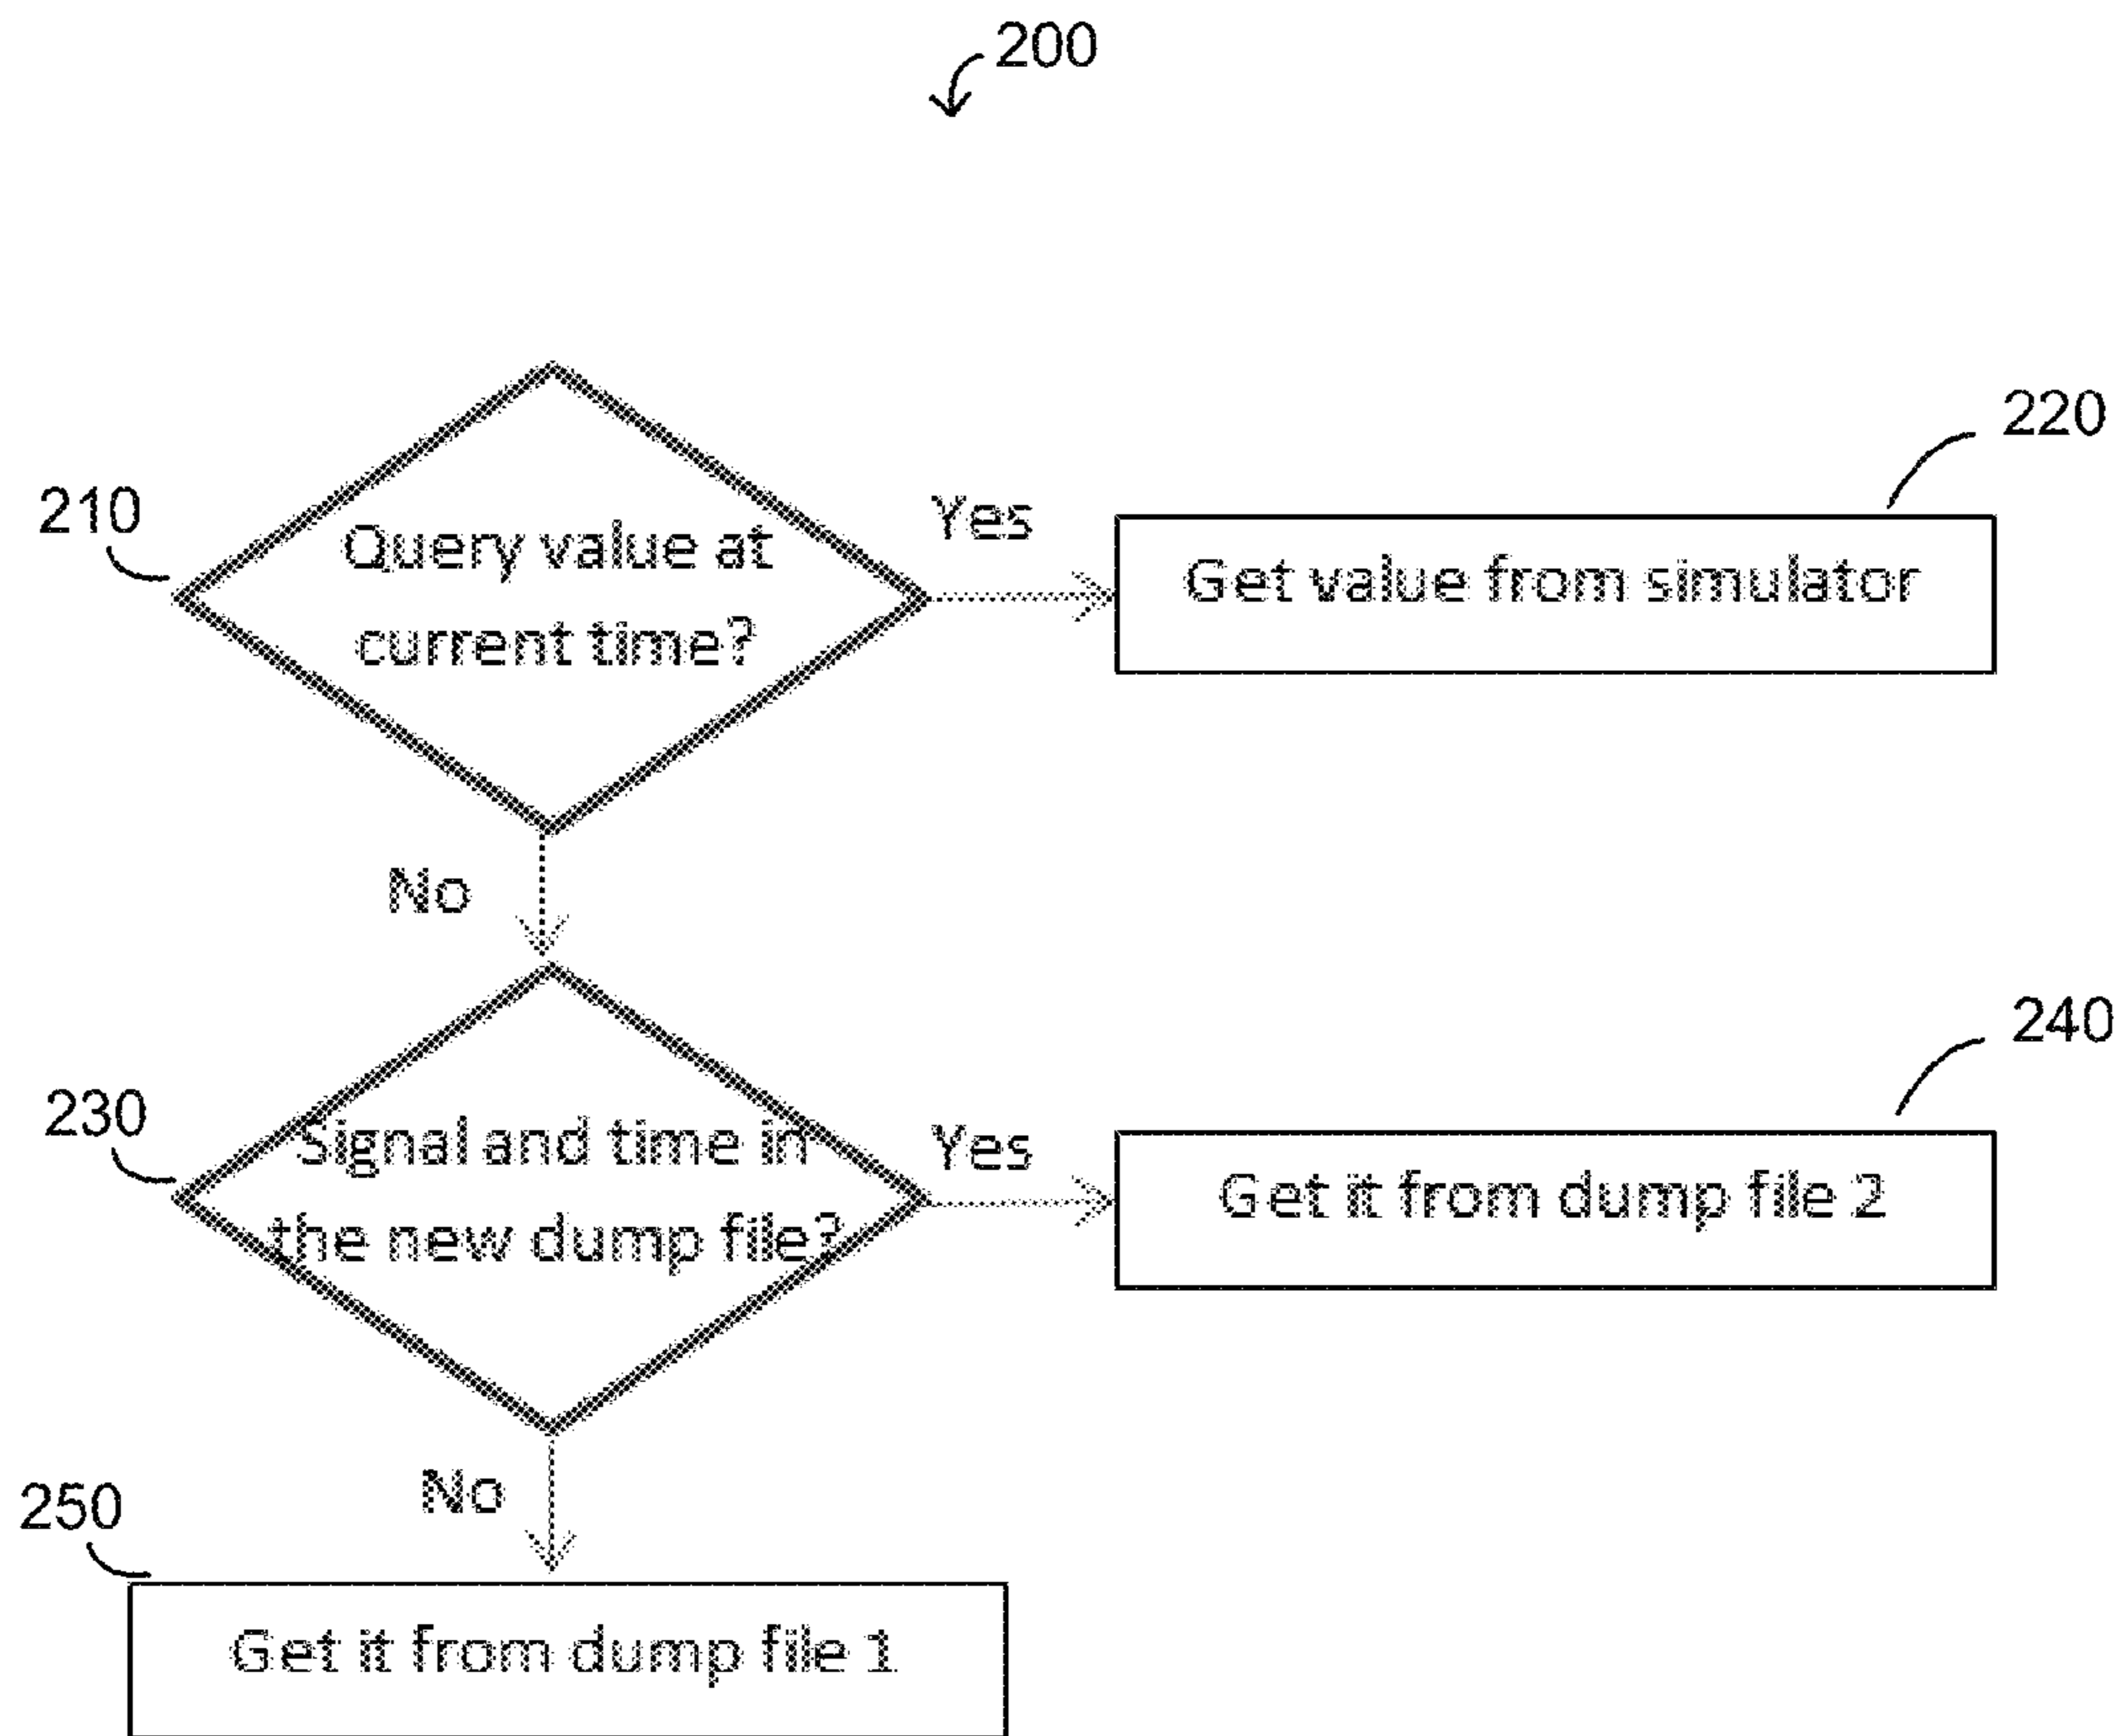 200
220
210
Query value at
current time?
Yes
Get value from simulator
No
240
230
Signal and time in
the new dump file?
Yes
Get it from dump file 2
No
250
Get it from dump file 1